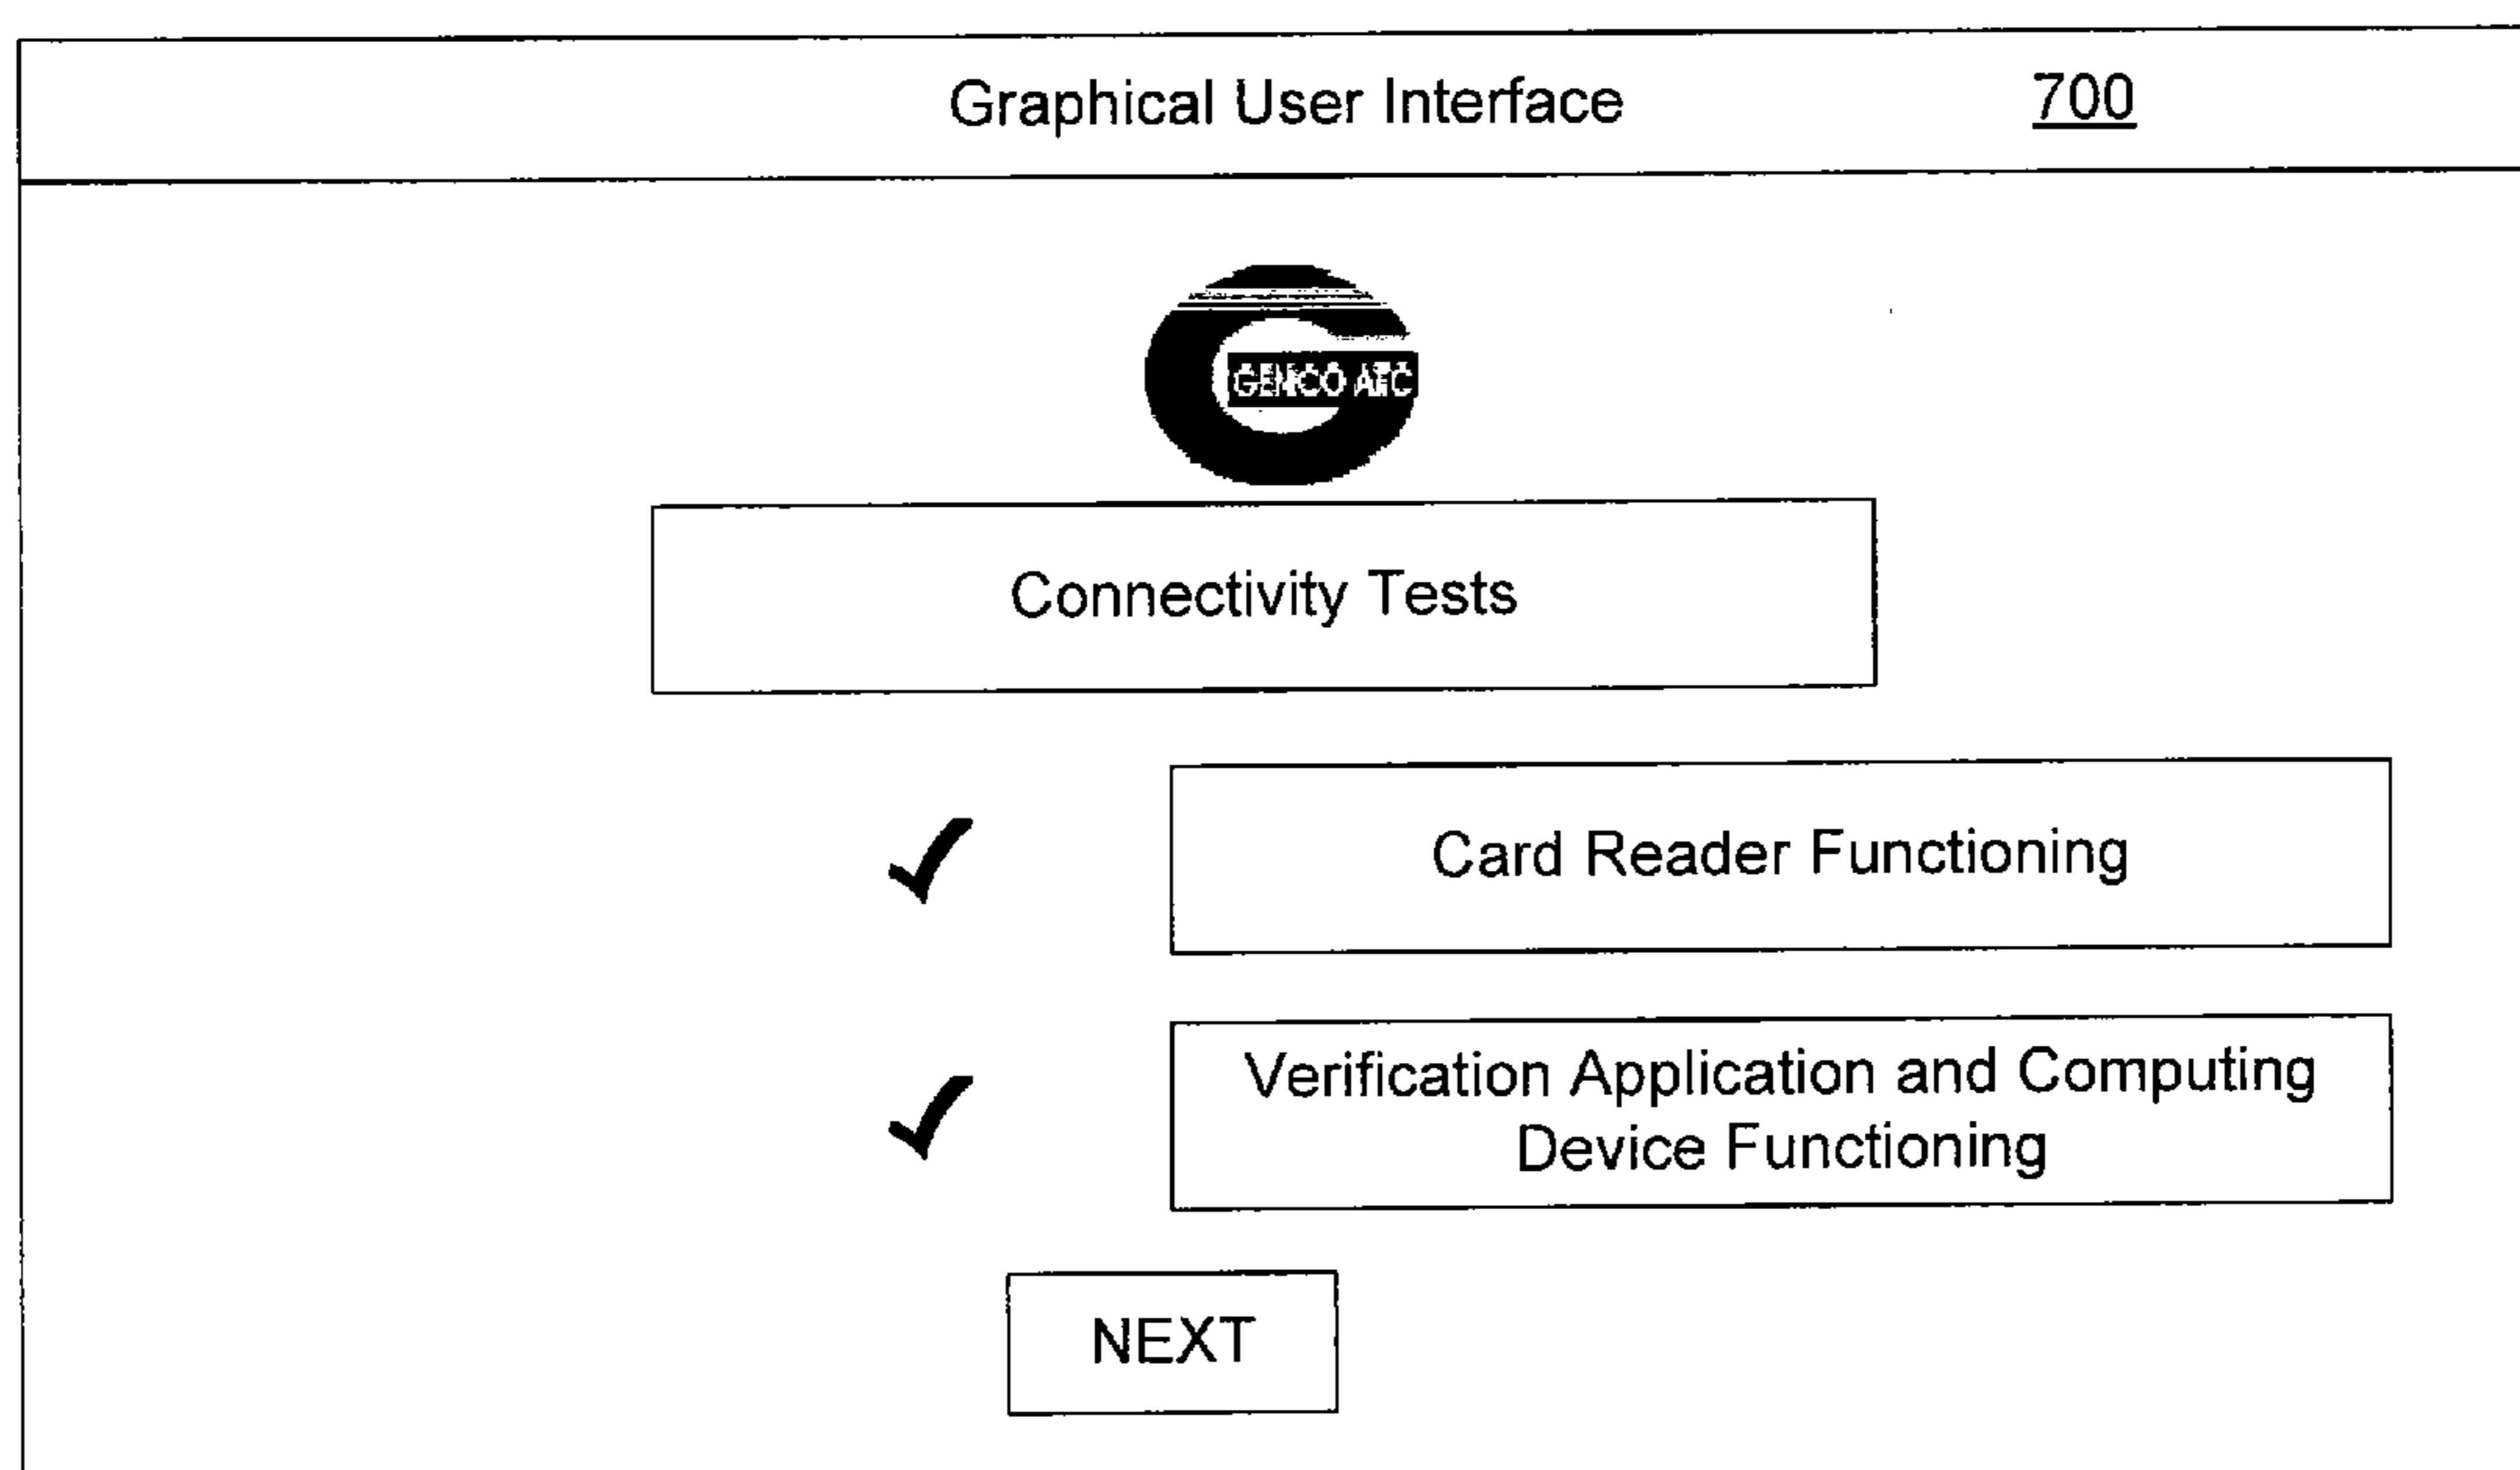 Graphical User Interface 700
GENCO ATC
Connectivity Tests
Card Reader Functioning
Verification Application and Computing
Device Functioning
NEXT